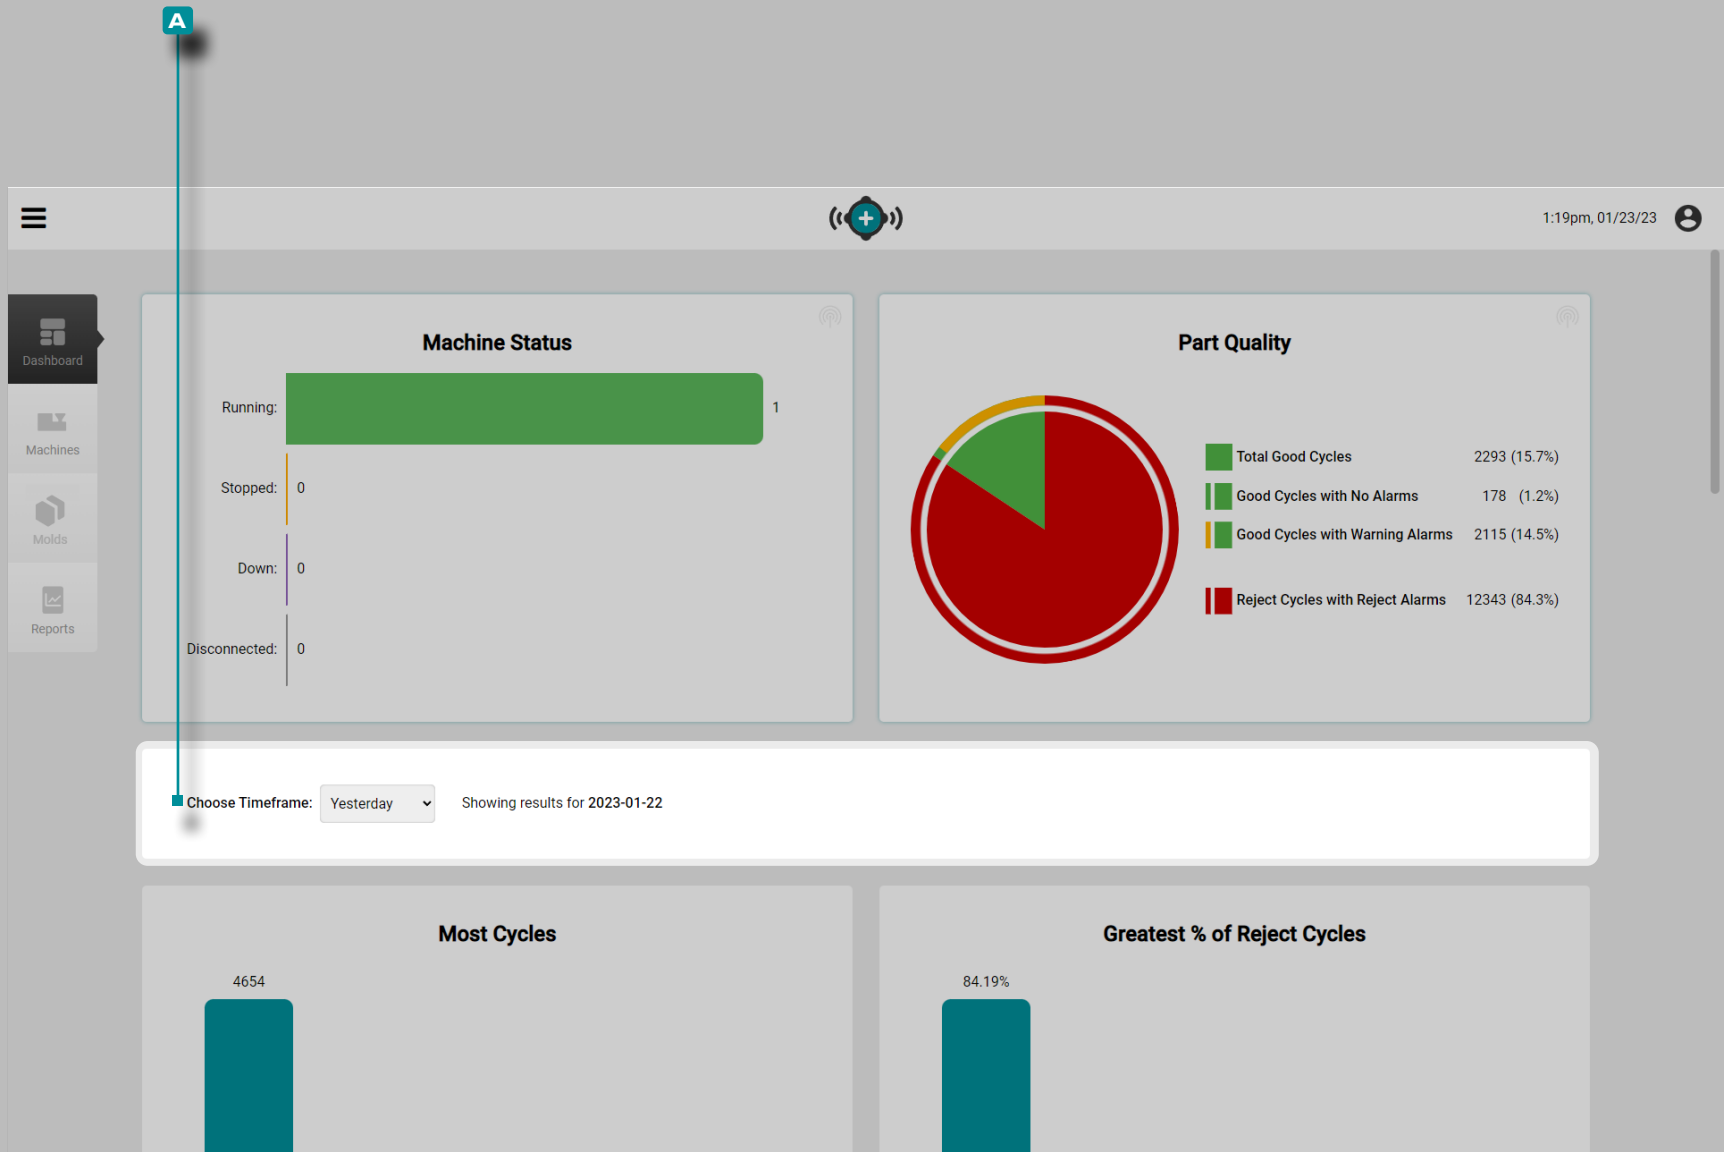 A
1:19pm, 01/23/23
Dashboard
Machines
Molds
Reports
Machine Status
Running: 1
Stopped: 0
Down: 0
Disconnected: 0
Part Quality
Total Good Cycles 2293 (15.7%)
Good Cycles with No Alarms 178 (1.2%)
Good Cycles with Warning Alarms 2115 (14.5%)
Reject Cycles with Reject Alarms 12343 (84.3%)
Choose Timeframe: Yesterday Showing results for 2023-01-22
Most Cycles
4654
Greatest % of Reject Cycles
84.19%